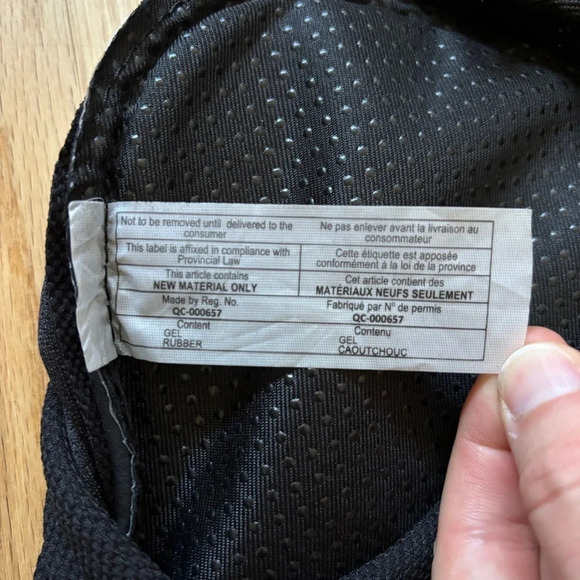 Not to be removed until delivered to the
consumer
This label is affixed in compliance with
Provincial Law
This article contains
NEW MATERIAL ONLY
Made by Reg. No.
QC-000657
Content
GEL
RUBBER
Ne pas enlever avant la livraison au
consommateur
Cette étiquette est apposée
conformément à la loi de la province
Cet article contient des
MATÉRIAUX NEUFS SEULEMENT
Fabriqué par N° de permis
QC-000657
Contenu
GEL
CAOUTCHOUC